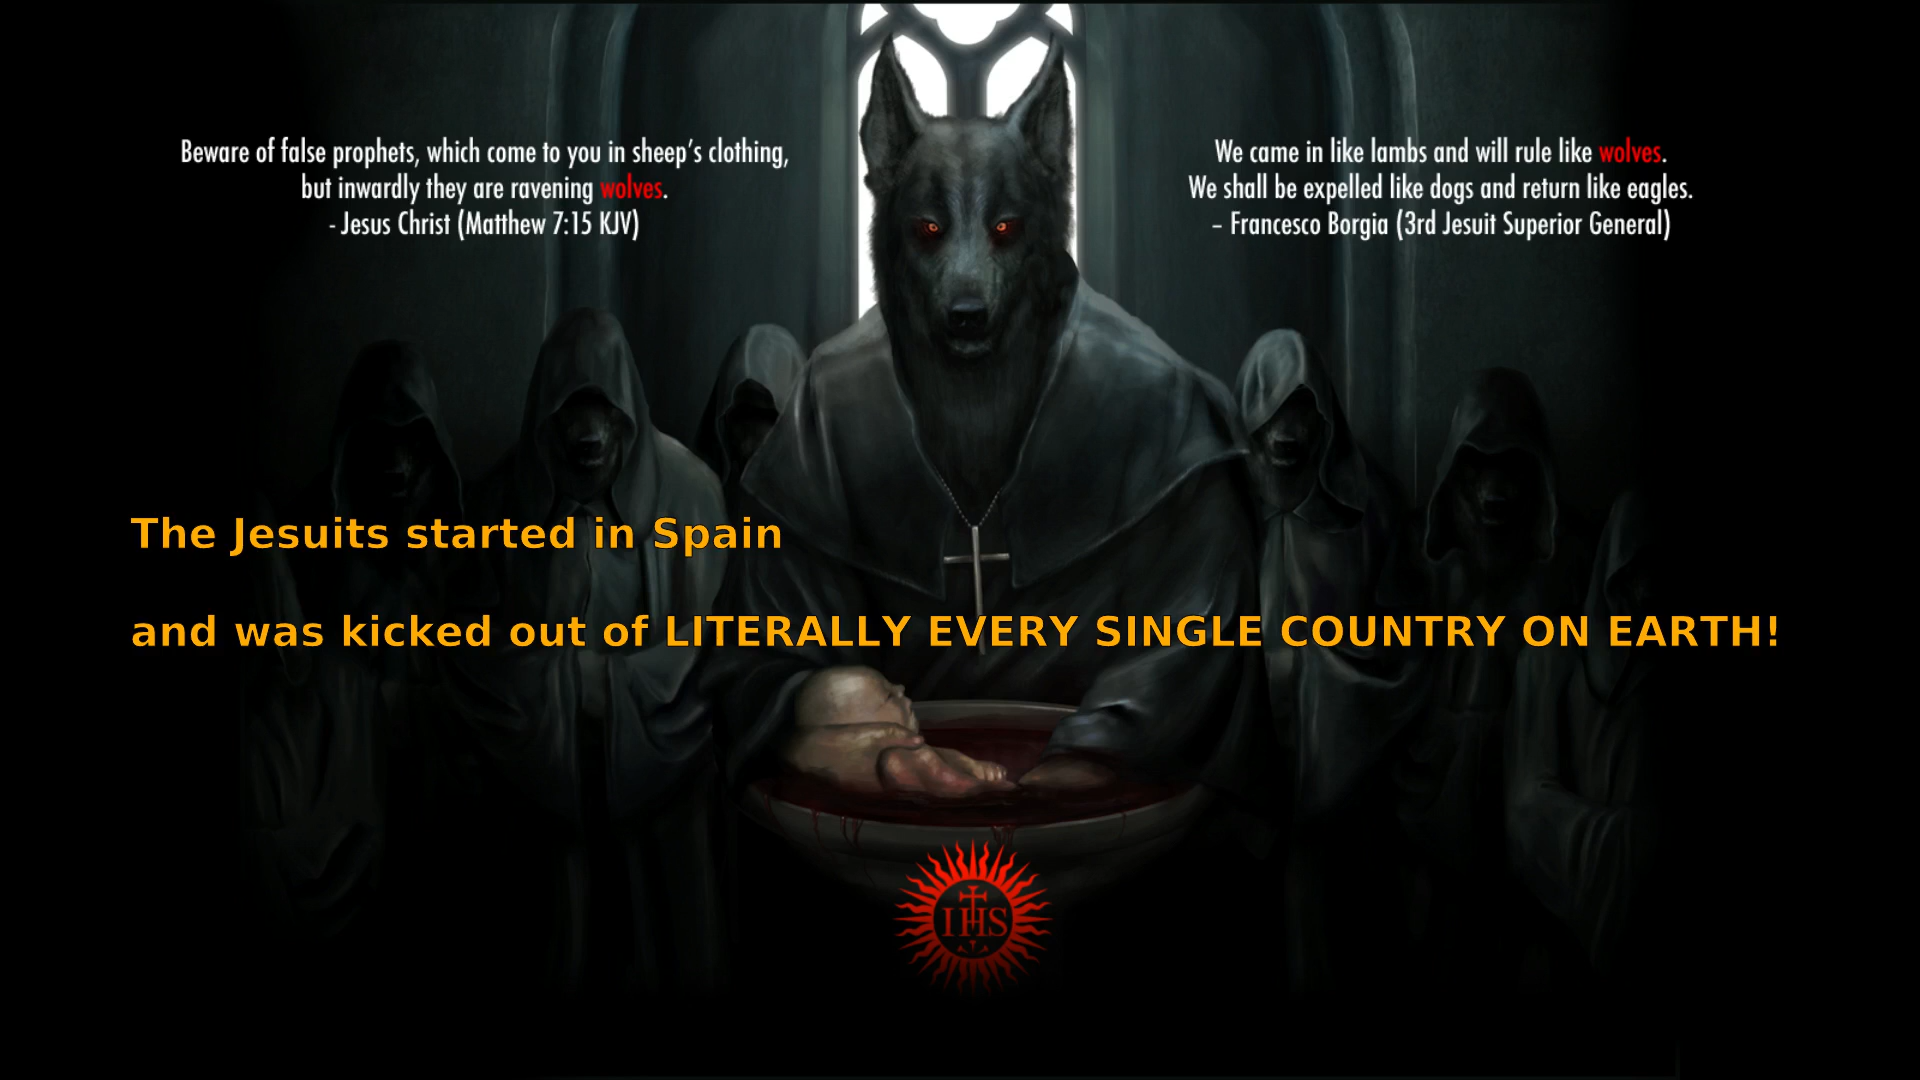 Beware of false prophets, which come to you in sheep's clothing,
but inwardly they are ravening wolves.
- Jesus Christ (Matthew 7:15 KJV)
We came in like lambs and will rule like wolves.
We shall be expelled like dogs and return like eagles.
– Francesco Borgia (3rd Jesuit Superior General)
The Jesuits started in Spain
and was kicked out of LITERALLY EVERY SINGLE COUNTRY ON EARTH!
IHS